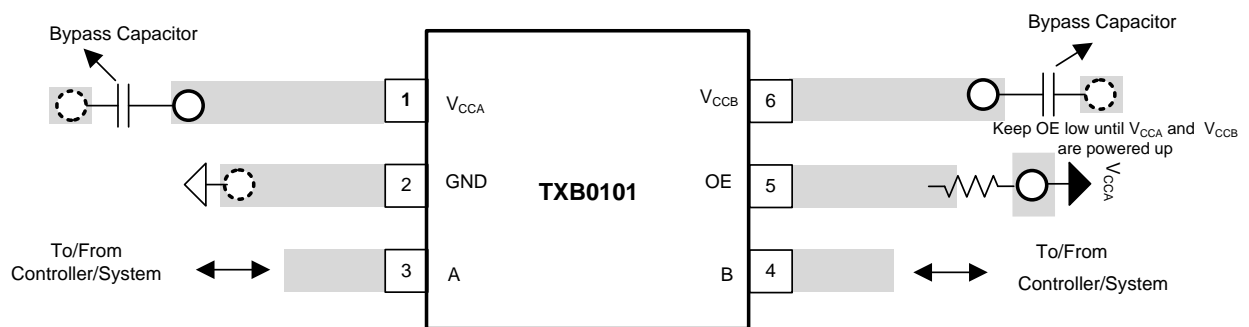 Bypass Capacitor
Bypass Capacitor
1
VCCA
VCCB
6
Keep OE low until VCCA and VCCB
are powered up
2
GND
TXB0101
OE
5
VCCA
To/From
Controller/System
3
A
B
4
To/From
Controller/System